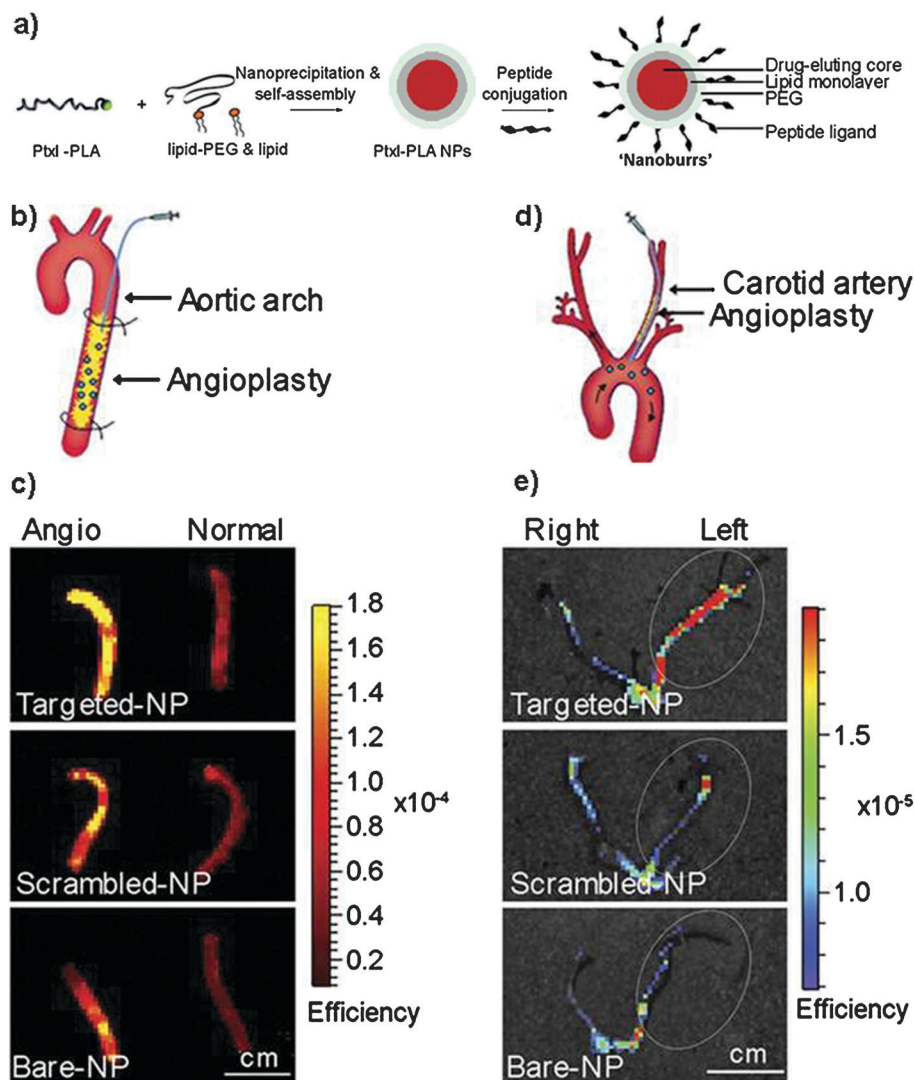 a)
Ptxl -PLA
+
lipid-PEG & lipid
Nanoprecipitation &
self-assembly
Ptxl-PLA NPs
Peptide
conjugation
'Nanoburrs'
Drug-eluting core
Lipid monolayer
PEG
Peptide ligand
b)
Aortic arch
Angioplasty
d)
Carotid artery
Angioplasty
c)
Angio Normal
Targeted-NP
Scrambled-NP
Bare-NP
cm
1.8
1.6
1.4
1.2
1.0
0.8
0.6
0.4
0.2
x10-4
Efficiency
e)
Right Left
Targeted-NP
Scrambled-NP
Bare-NP
cm
1.5
1.0
x10-5
Efficiency